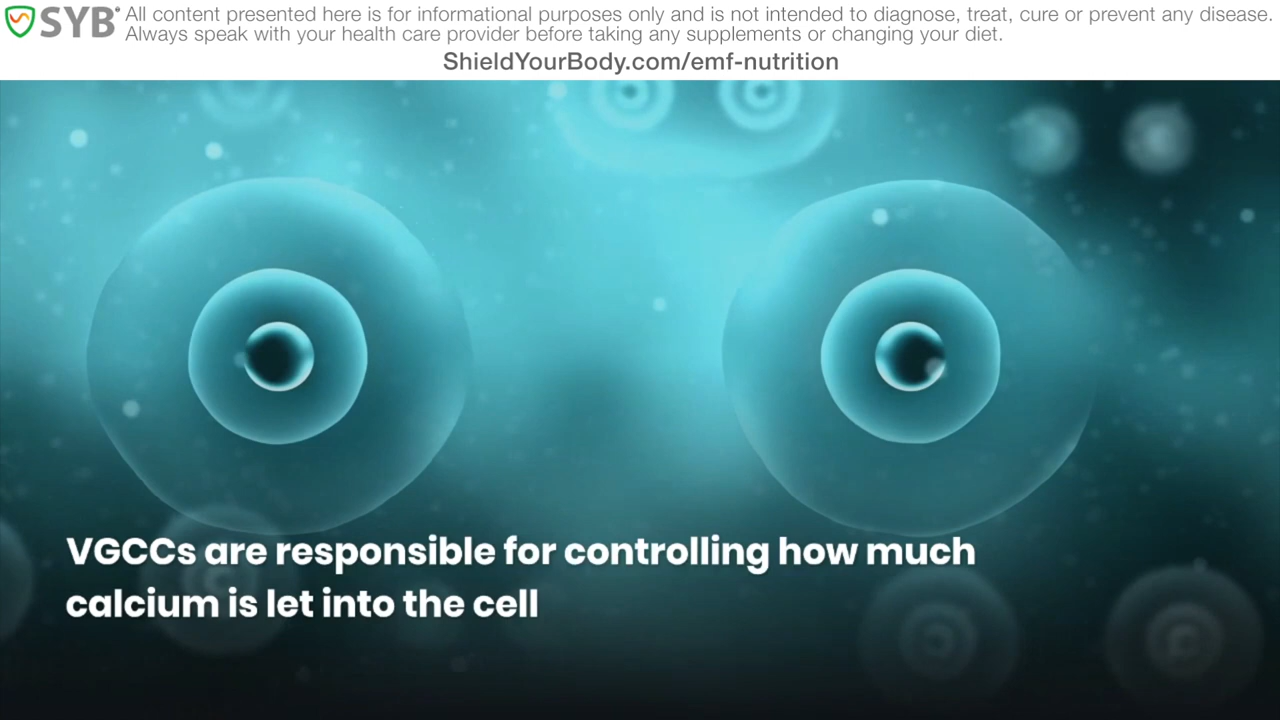 SYB® All content presented here is for informational purposes only and i not intended to diagnose, treat, cure or prevent any disease.
Always speak with your health care provider before taking any supplements or changing your diet.
ShieldYourBody.com/emf-nutrition
VGCCs are responsible for controlling how much
calcium is let into the cell